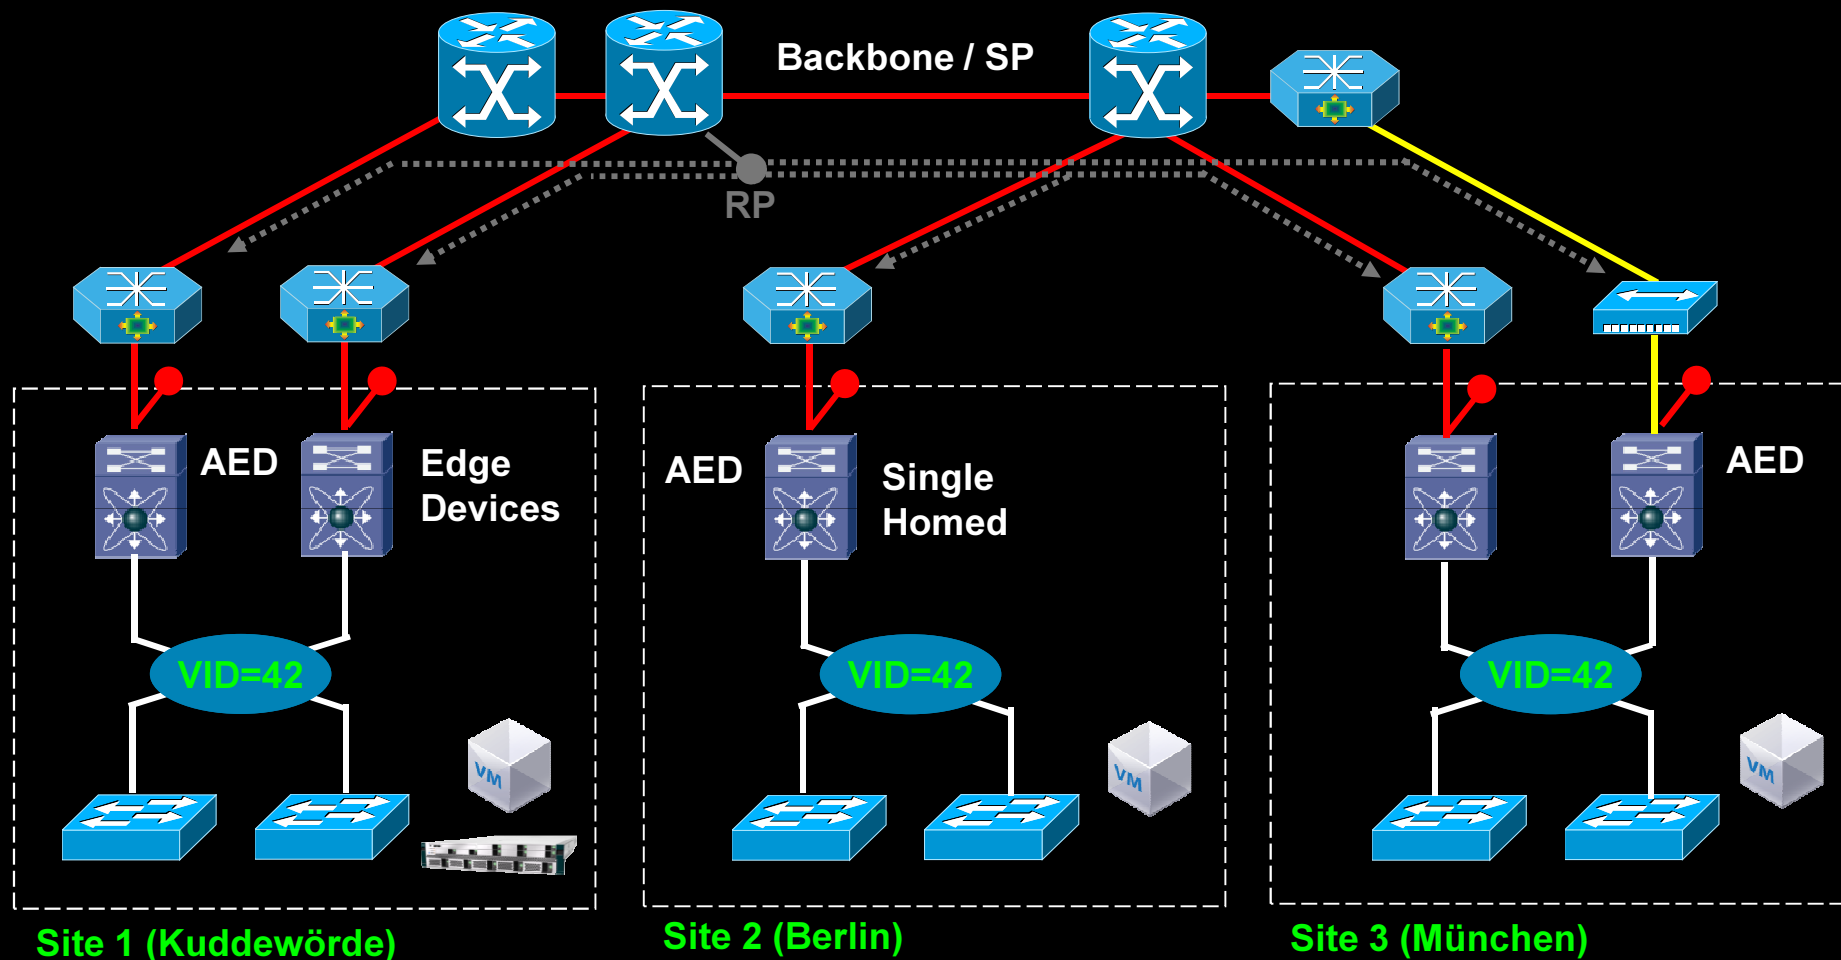 Backbone / SP
RP
AED
Edge
Devices
AED
Single
Homed
AED
VID=42
VID=42
VID=42
VM
VM
VM
Site 1 (Kuddewörde)
Site 2 (Berlin)
Site 3 (München)